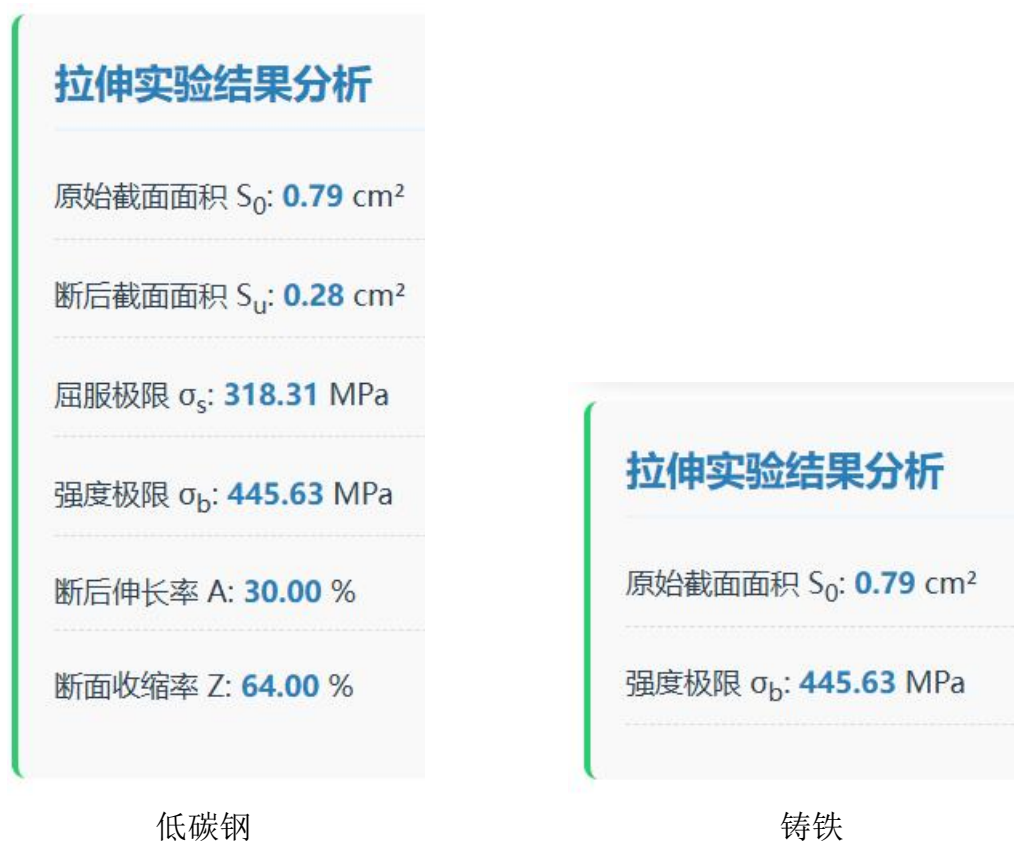 拉伸实验结果分析
原始截面面积 S₀: 0.79 cm²
断后截面面积 Sᵤ: 0.28 cm²
屈服极限 σₛ: 318.31 MPa
强度极限 σb: 445.63 MPa
断后伸长率 A: 30.00 %
断面收缩率 Z: 64.00 %
低碳钢
拉伸实验结果分析
原始截面面积 S₀: 0.79 cm²
强度极限 σb: 445.63 MPa
铸铁